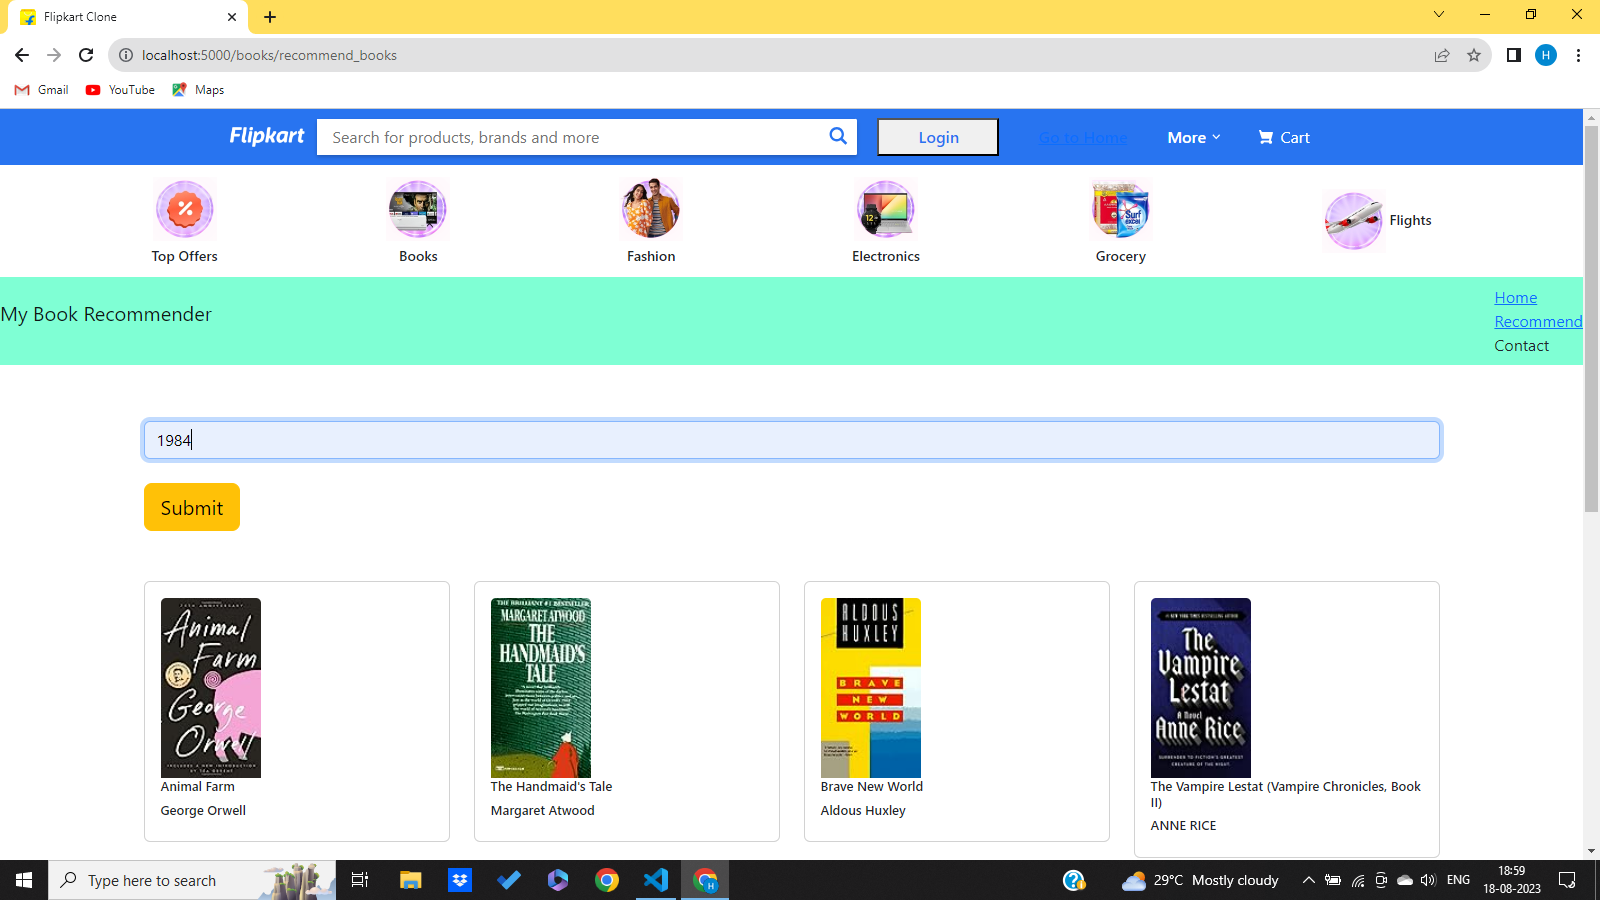 Flipkart Clone
localhost:5000/books/recommend_books
Gmail YouTube Maps
H
Flipkart Search for products, brands and more Login Go to Home More Cart
Top Offers Books Fashion Electronics Grocery Flights
My Book Recommender
Home
Recommend
Contact
1984
Submit
Animal
Farm
George
Orwell
Animal Farm
George Orwell
THE BRILLIANT #1 BESTSELLER
MARGARET ATWOOD
THE
HANDMAID'S
TALE
The Handmaid's Tale
Margaret Atwood
ALDOUS
HUXLEY
BRAVE
NEW
WORLD
Brave New World
Aldous Huxley
The
Vampire
Lestat
A Novel
Anne Rice
The Vampire Lestat (Vampire Chronicles, Book
II)
ANNE RICE
Type here to search
29°C Mostly cloudy
ENG
18:59
18-08-2023